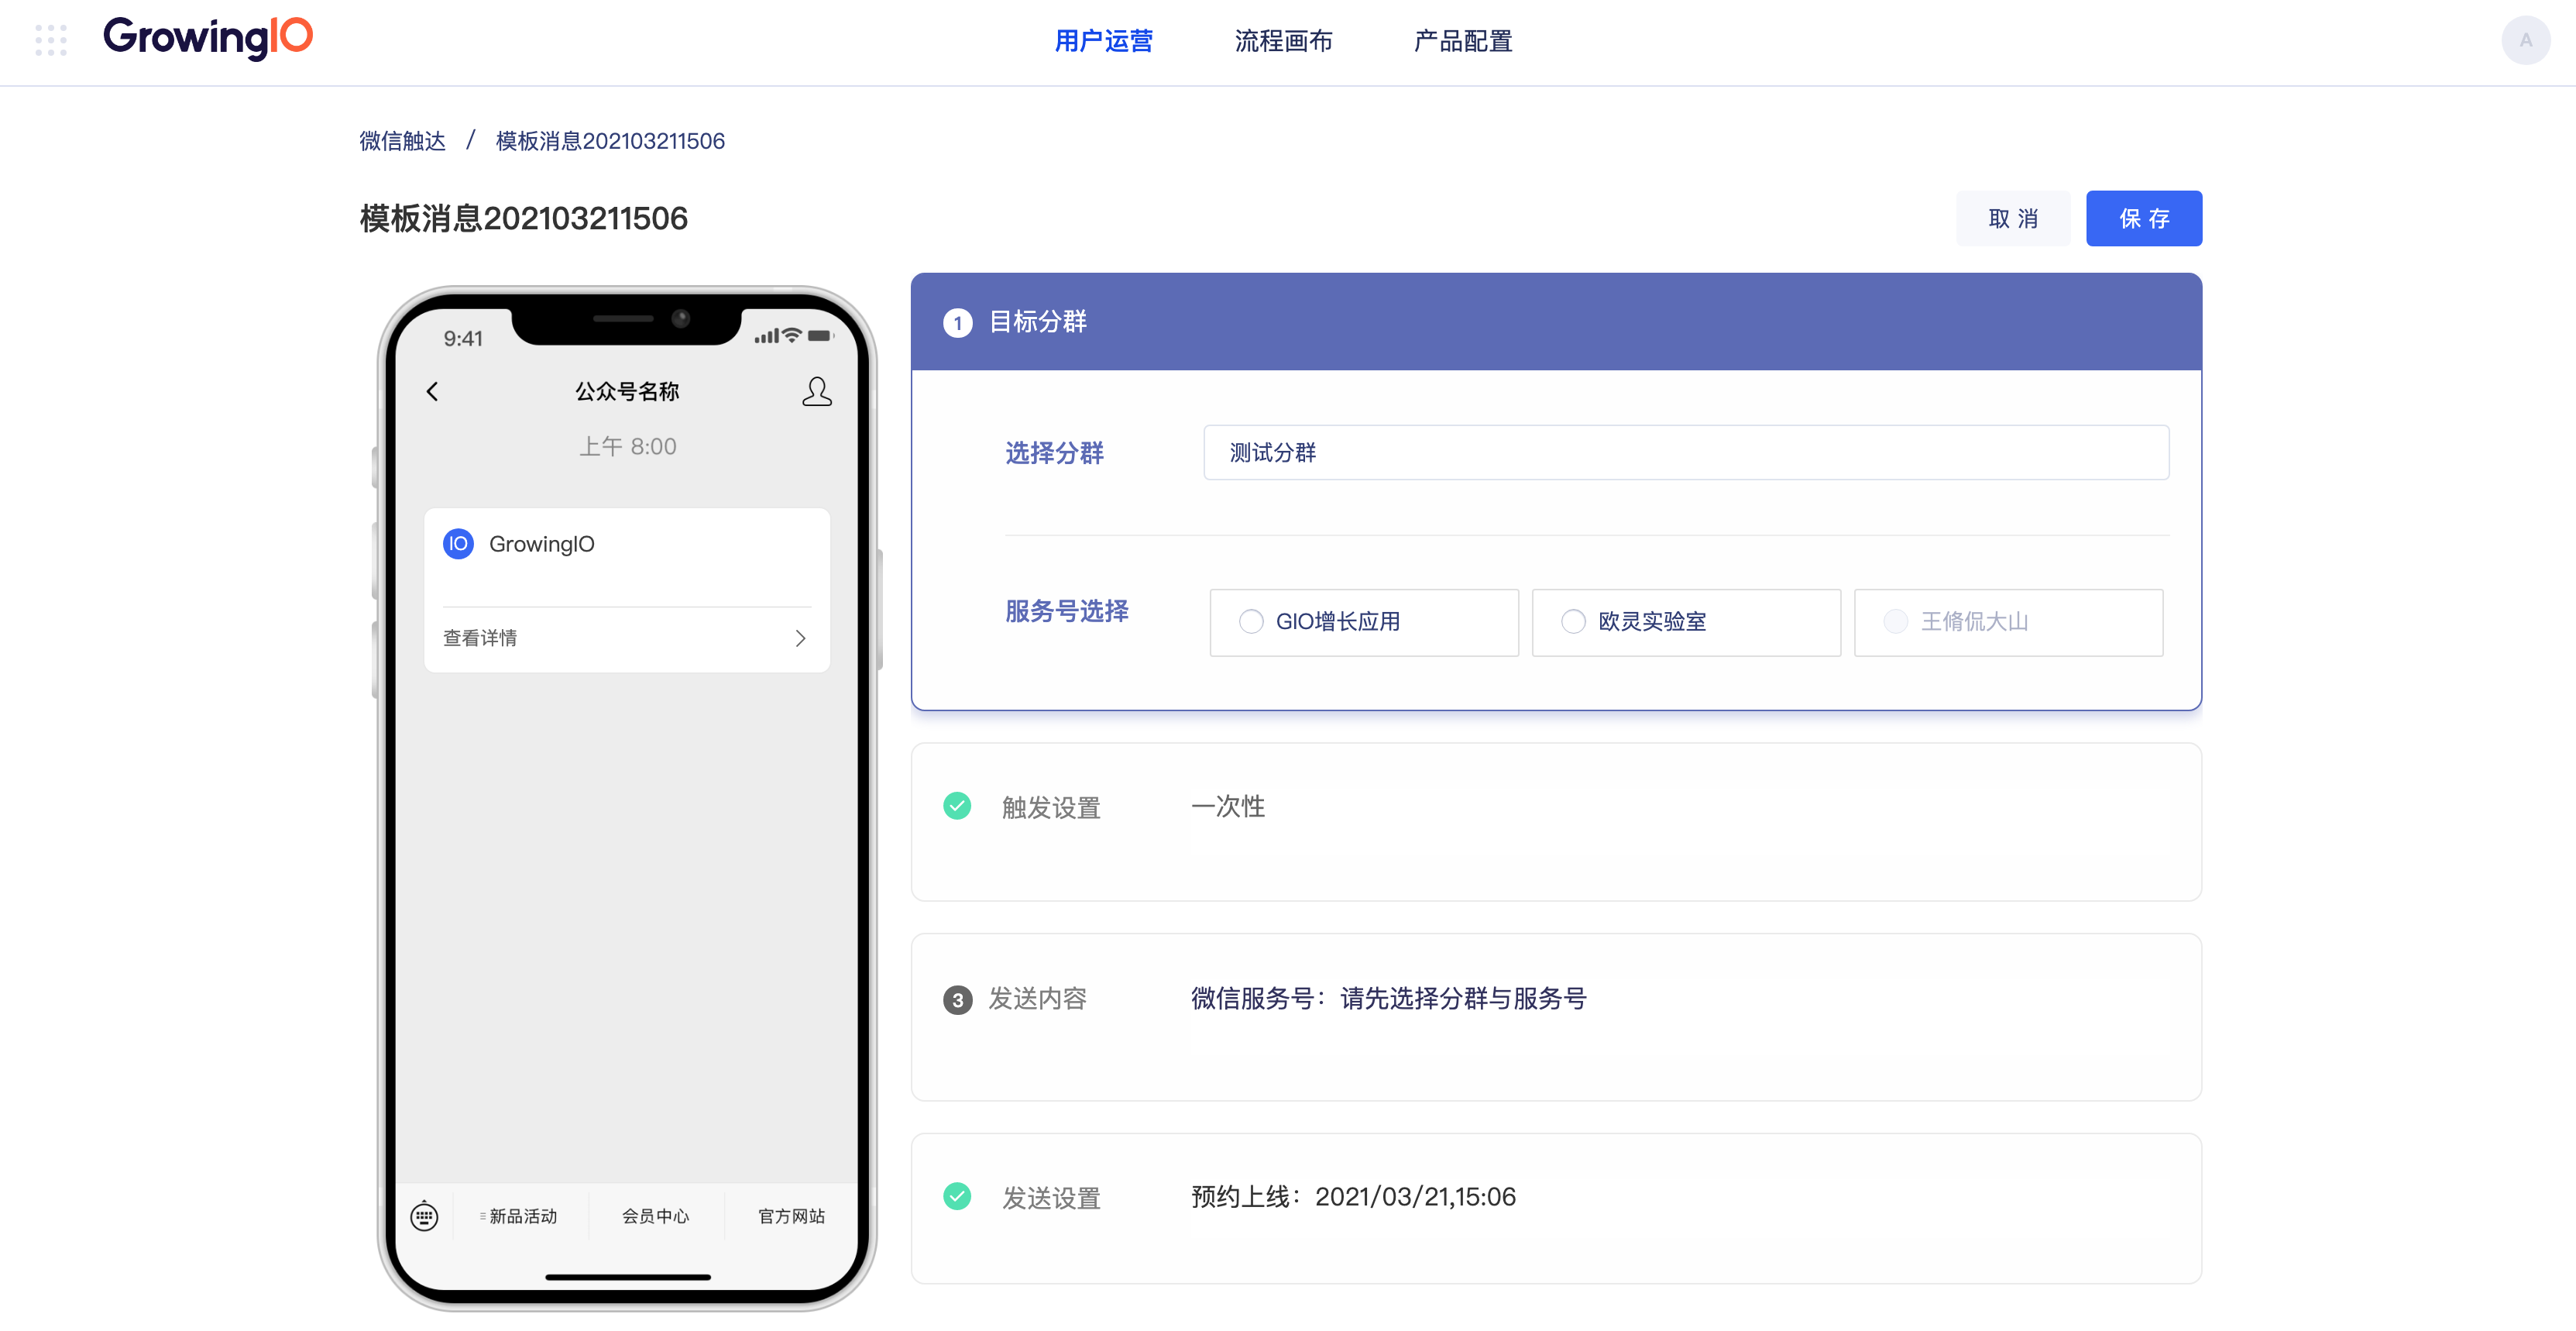 GrowingIO
用户运营 流程画布 产品配置
A
微信触达 / 模板消息202103211506
模板消息202103211506
取 消 保 存
9:41
公众号名称
上午 8:00
IO GrowingIO
查看详情
新品活动 会员中心 官方网站
1 目标分群
选择分群 测试分群
服务号选择 GIO增长应用 欧灵实验室 王脩侃大山
触发设置 一次性
3 发送内容 微信服务号：请先选择分群与服务号
发送设置 预约上线：2021/03/21,15:06